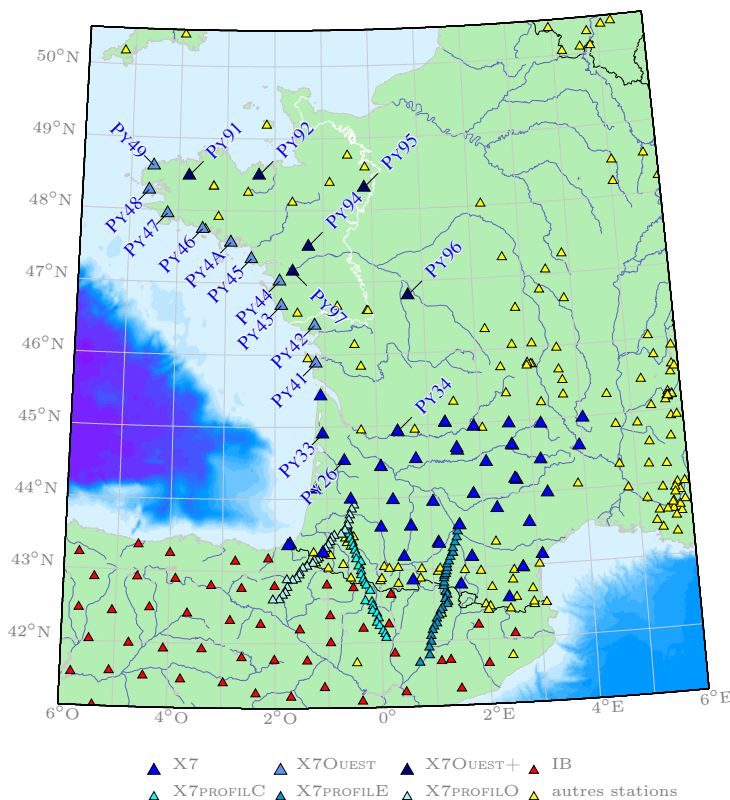 50°N
49°N
48°N
47°N
46°N
45°N
44°N
43°N
42°N
PY49
PY91
PY92
PY95
PY48
PY47
PY46
PY4A
PY45
PY94
PY96
PY44
PY43
PY97
PY42
PY41
PY34
PY33
PY26
6°O
4°O
2°O
0°
2°E
4°E
6°E
X7
X7OUEST
X7OUEST+
IB
X7PROFILC
X7PROFILE
X7PROFILO
autres stations